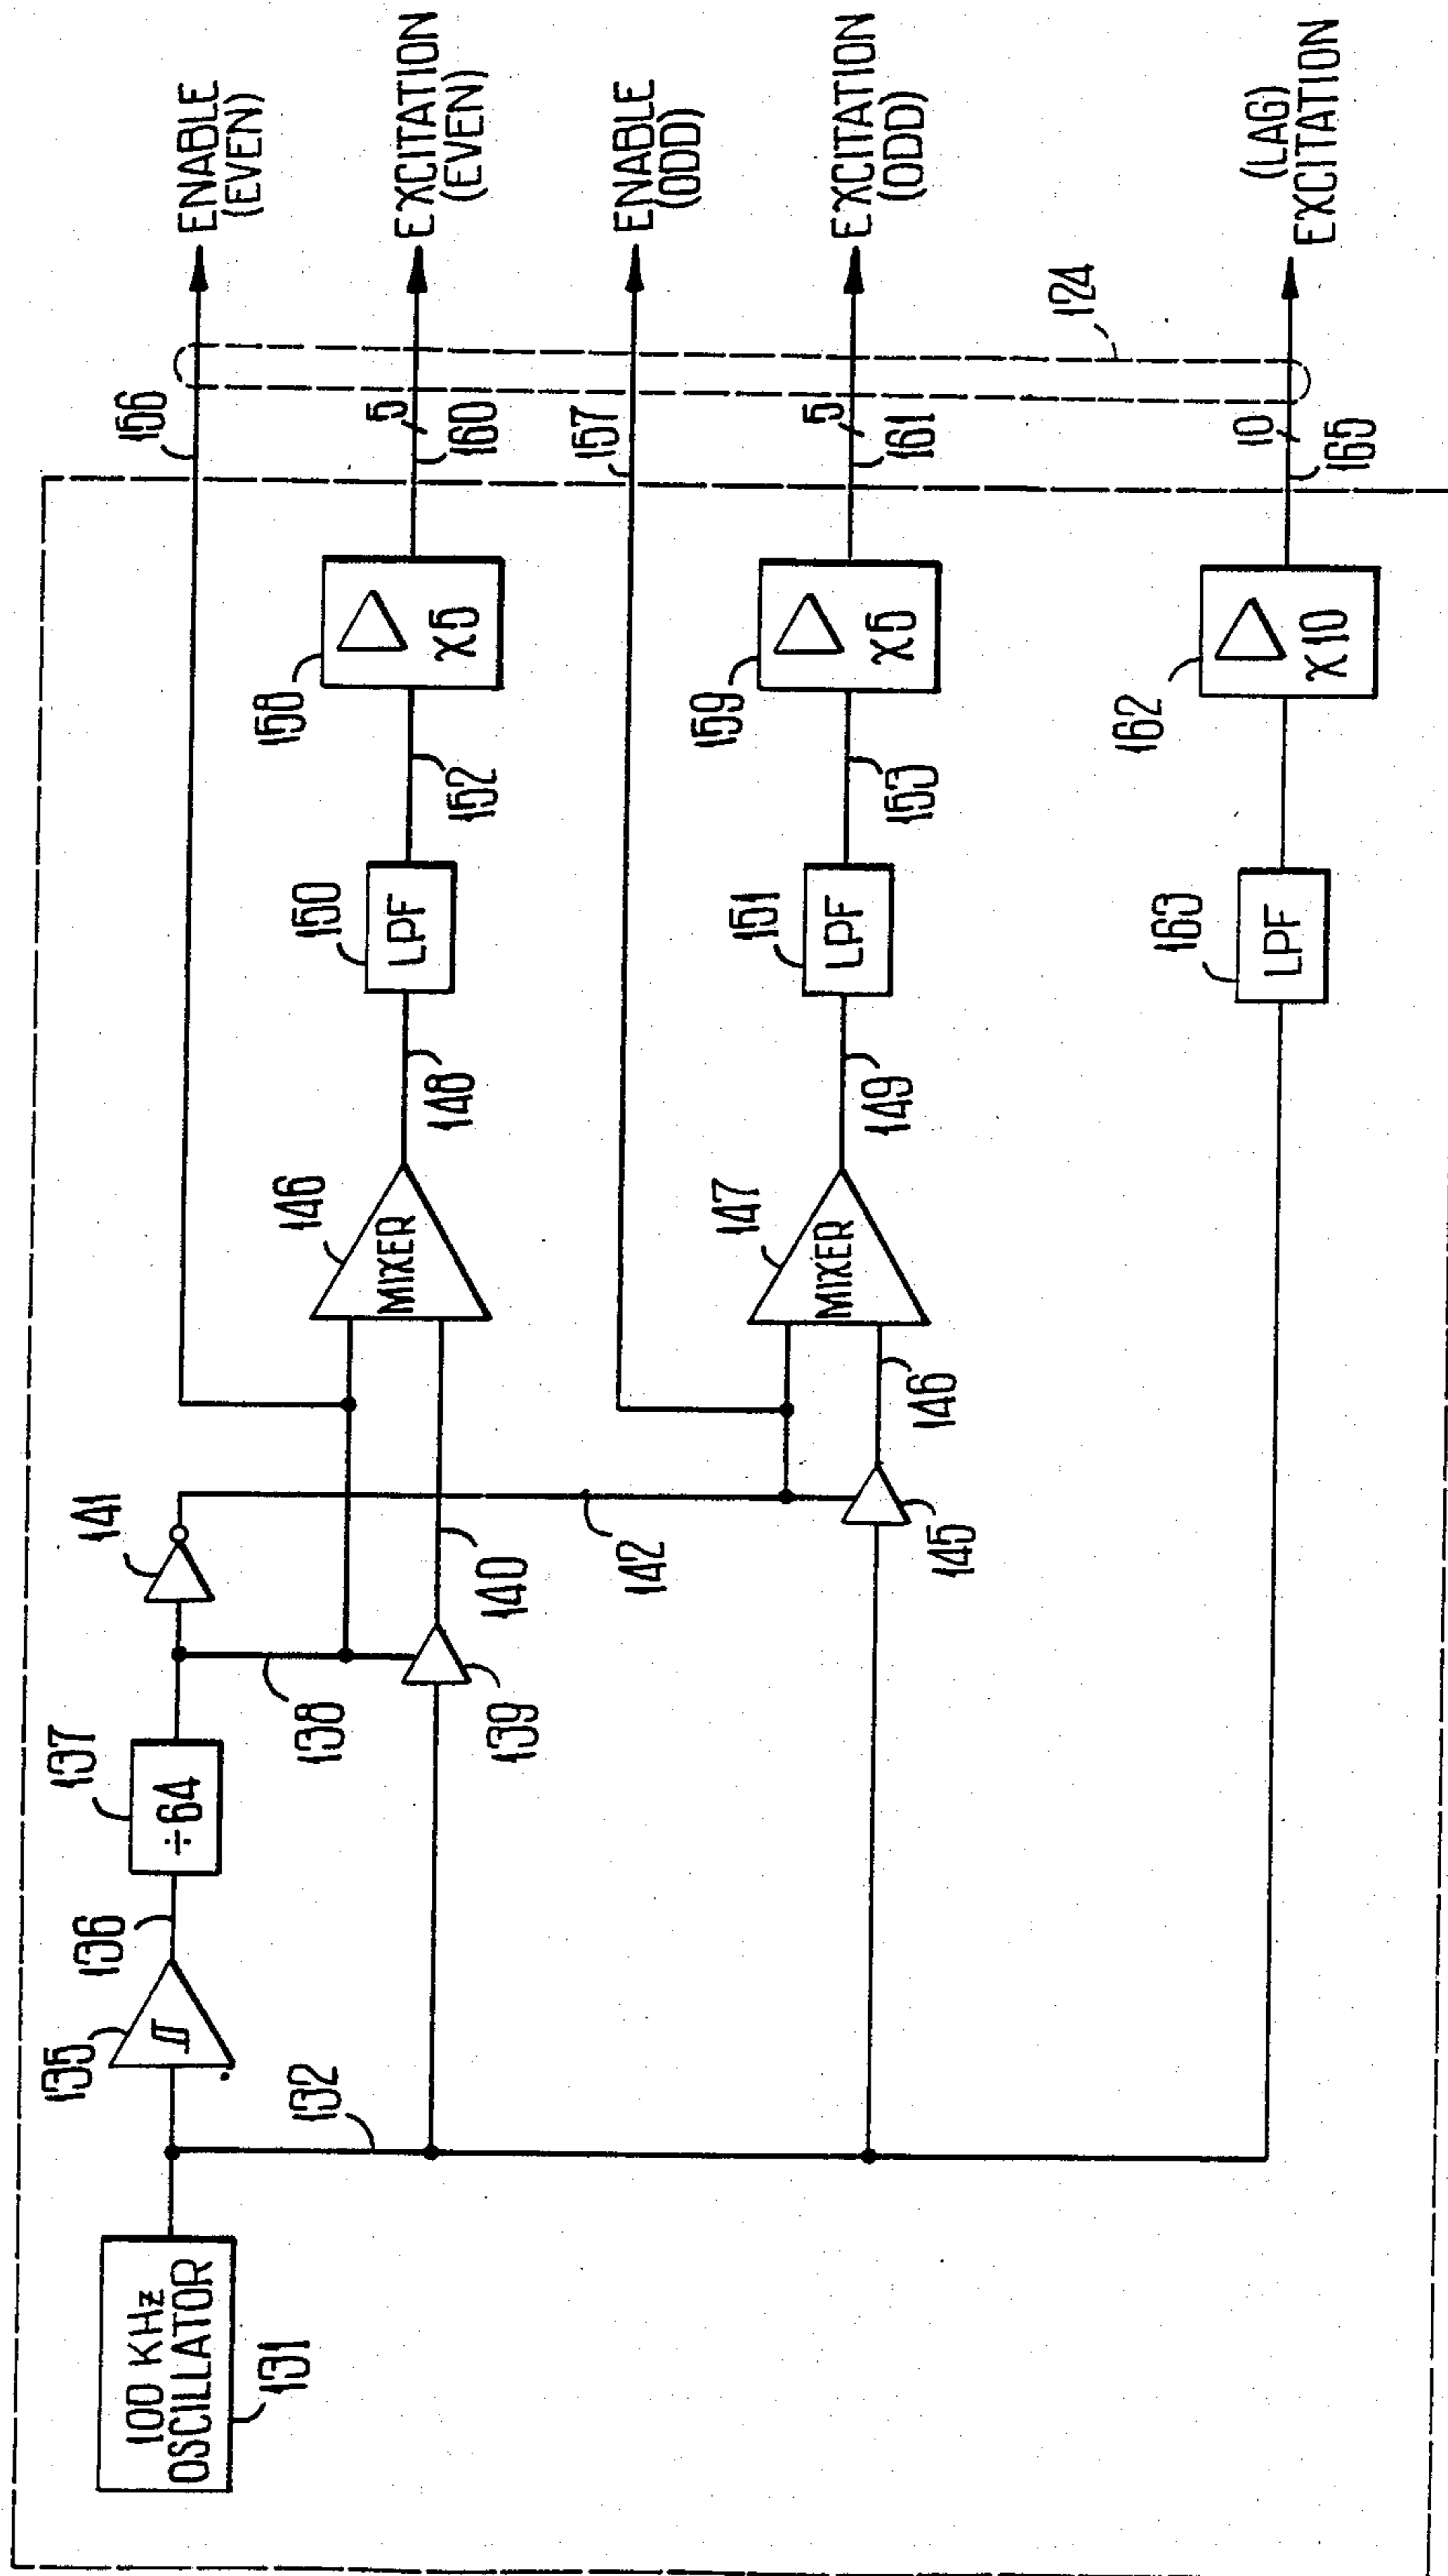 100 KHz
OSCILLATOR
131
132
135
136
137
÷64
138
139
140
141
142
145
146
146
MIXER
147
MIXER
148
149
150
LPF
151
LPF
163
LPF
152
153
158
X5
159
X5
162
X10
156
5
160
157
5
161
10
165
124
ENABLE
(EVEN)
EXCITATION
(EVEN)
ENABLE
(ODD)
EXCITATION
(ODD)
(LAG)
EXCITATION